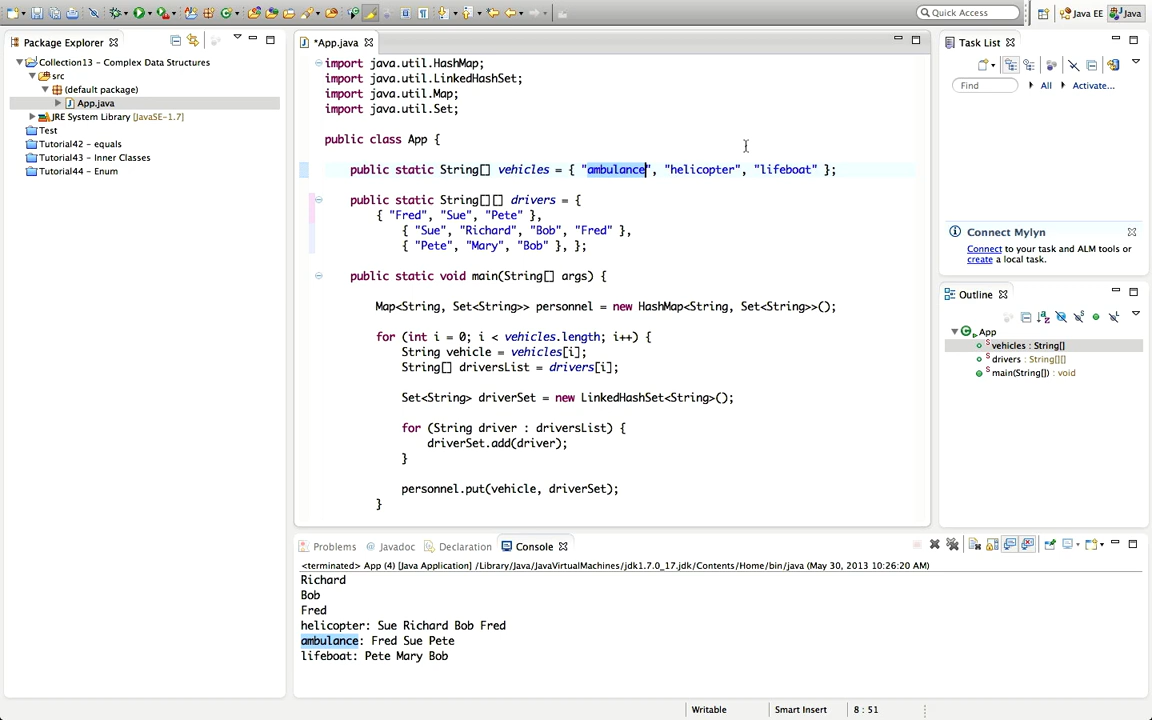 Quick Access
Java EE
Java
Package Explorer
Collection13 - Complex Data Structures
src
(default package)
App.java
JRE System Library [JavaSE-1.7]
Test
Tutorial42 - equals
Tutorial43 - Inner Classes
Tutorial44 - Enum
*App.java
import java.util.HashMap;
import java.util.LinkedHashSet;
import java.util.Map;
import java.util.Set;
public class App {
public static String[] vehicles = { "ambulance", "helicopter", "lifeboat" };
public static String[][] drivers = {
{ "Fred", "Sue", "Pete" },
{ "Sue", "Richard", "Bob", "Fred" },
{ "Pete", "Mary", "Bob" }, };
public static void main(String[] args) {
Map<String, Set<String>> personnel = new HashMap<String, Set<String>>();
for (int i = 0; i < vehicles.length; i++) {
String vehicle = vehicles[i];
String[] driversList = drivers[i];
Set<String> driverSet = new LinkedHashSet<String>();
for (String driver : driversList) {
driverSet.add(driver);
}
personnel.put(vehicle, driverSet);
}
Task List
Find
All
Activate...
Connect Mylyn
Connect to your task and ALM tools or
create a local task.
Outline
App
S vehicles : String[]
S drivers : String[][]
S main(String[]) : void
Problems
@ Javadoc
Declaration
Console
<terminated> App (4) [Java Application] /Library/Java/JavaVirtualMachines/jdk1.7.0_17.jdk/Contents/Home/bin/java (May 30, 2013 10:26:20 AM)
Richard
Bob
Fred
helicopter: Sue Richard Bob Fred
ambulance: Fred Sue Pete
lifeboat: Pete Mary Bob
Writable
Smart Insert
8 : 51